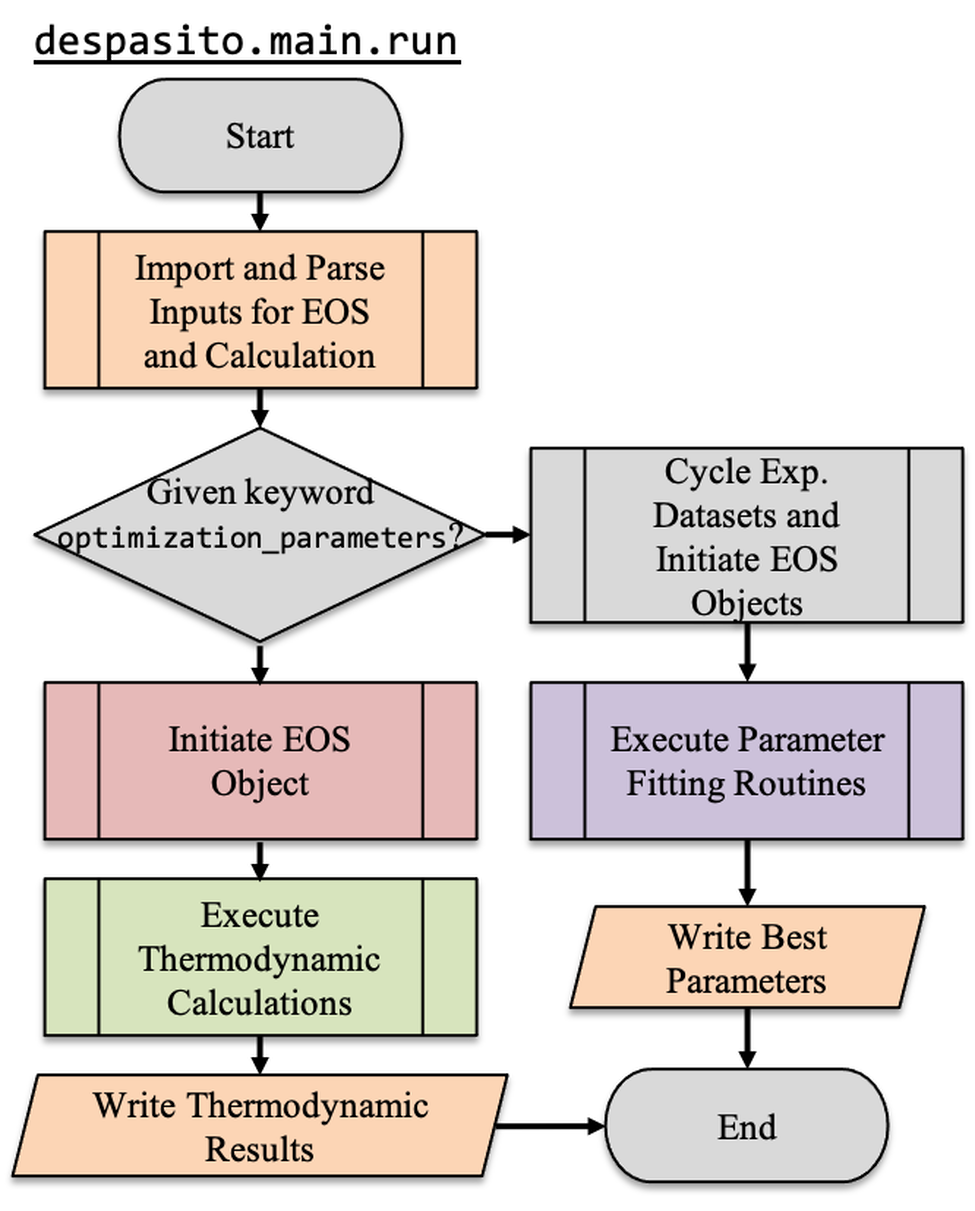 despasito.main.run
Start
Import and Parse
Inputs for EOS
and Calculation
Given keyword
optimization_parameters?
Cycle Exp.
Datasets and
Initiate EOS
Objects
Initiate EOS
Object
Execute Parameter
Fitting Routines
Execute
Thermodynamic
Calculations
Write Best
Parameters
Write Thermodynamic
Results
End